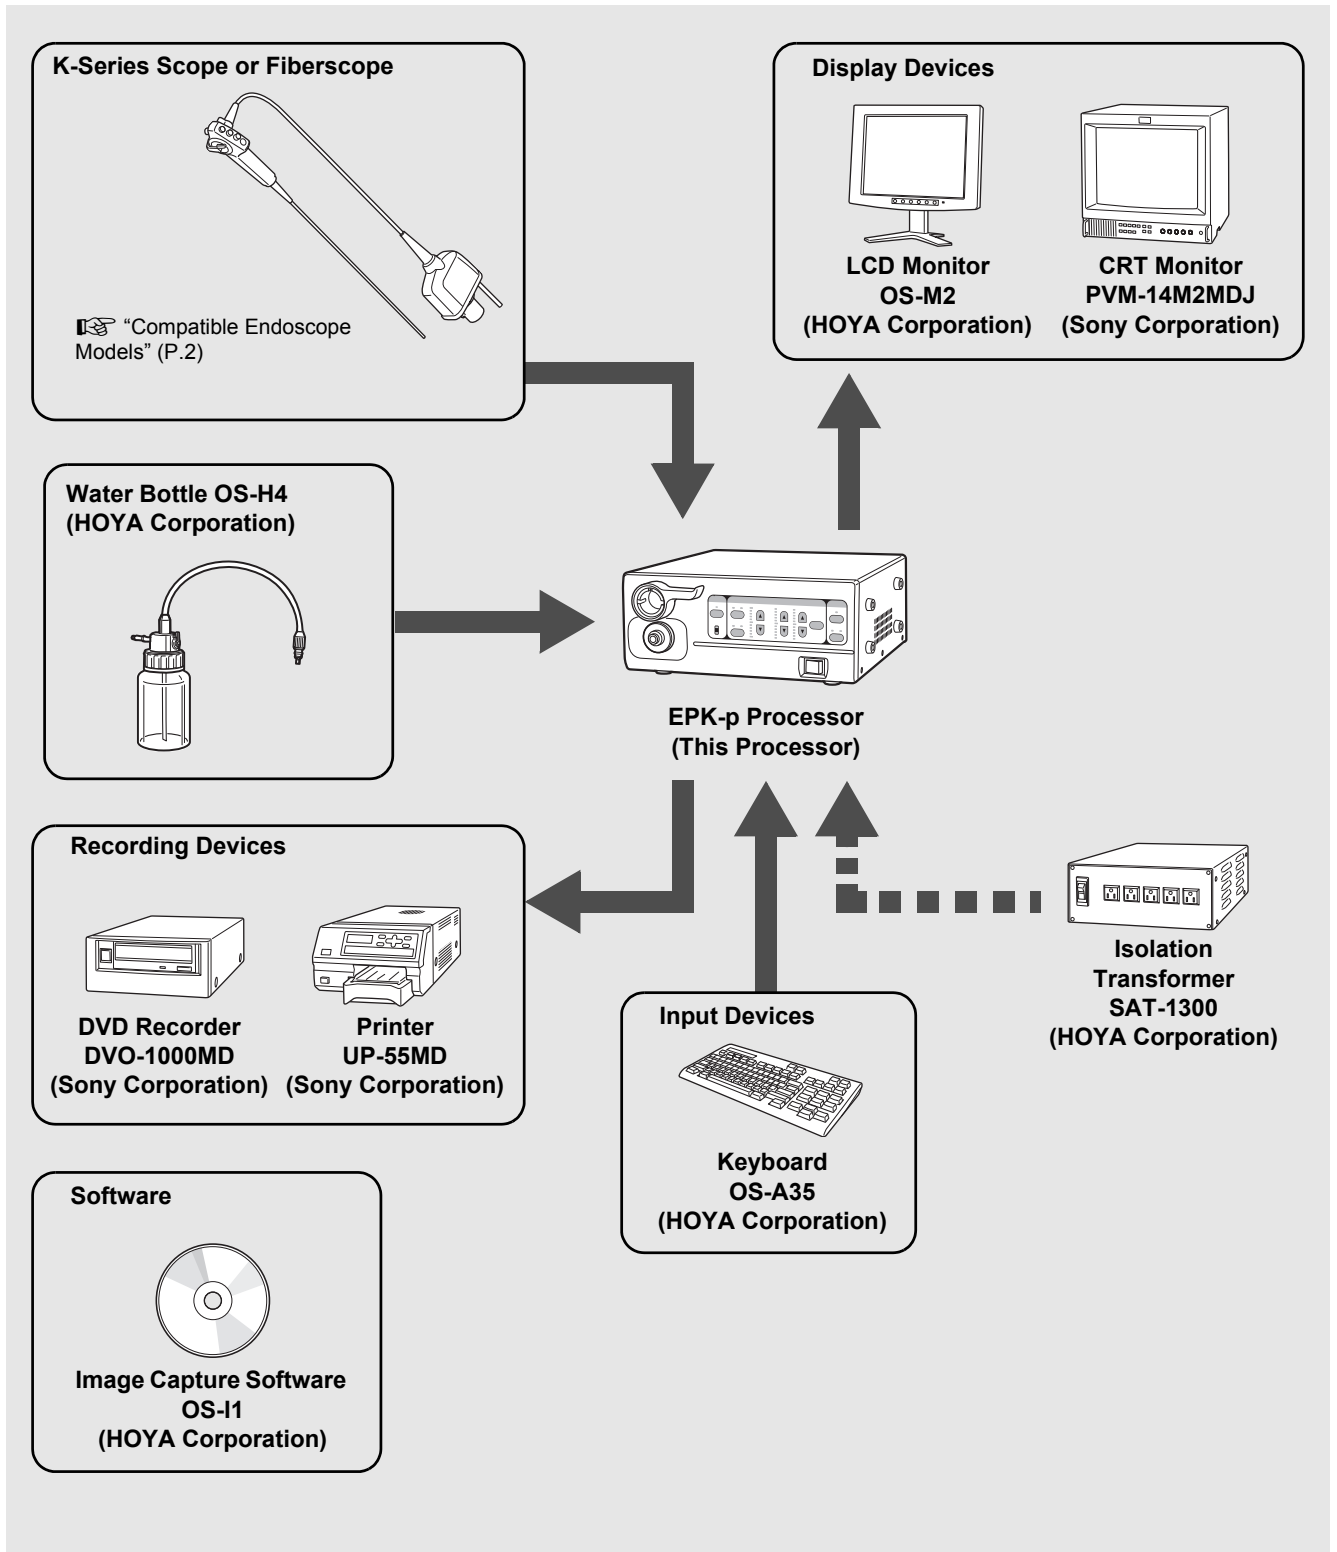 K-Series Scope or Fiberscope
“Compatible Endoscope
Models” (P.2)
Display Devices
LCD Monitor
OS-M2
(HOYA Corporation)
CRT Monitor
PVM-14M2MDJ
(Sony Corporation)
Water Bottle OS-H4
(HOYA Corporation)
EPK-p Processor
(This Processor)
Recording Devices
DVD Recorder
DVO-1000MD
(Sony Corporation)
Printer
UP-55MD
(Sony Corporation)
Input Devices
Keyboard
OS-A35
(HOYA Corporation)
Isolation
Transformer
SAT-1300
(HOYA Corporation)
Software
Image Capture Software
OS-I1
(HOYA Corporation)